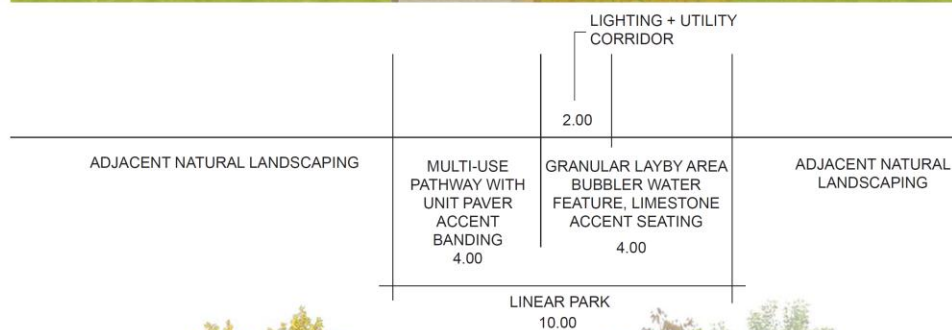 LIGHTING + UTILITY
CORRIDOR
2.00
ADJACENT NATURAL LANDSCAPING
MULTI-USE
PATHWAY WITH
UNIT PAVER
ACCENT
BANDING
4.00
GRANULAR LAYBY AREA
BUBBLER WATER
FEATURE, LIMESTONE
ACCENT SEATING
4.00
ADJACENT NATURAL
LANDSCAPING
LINEAR PARK
10.00